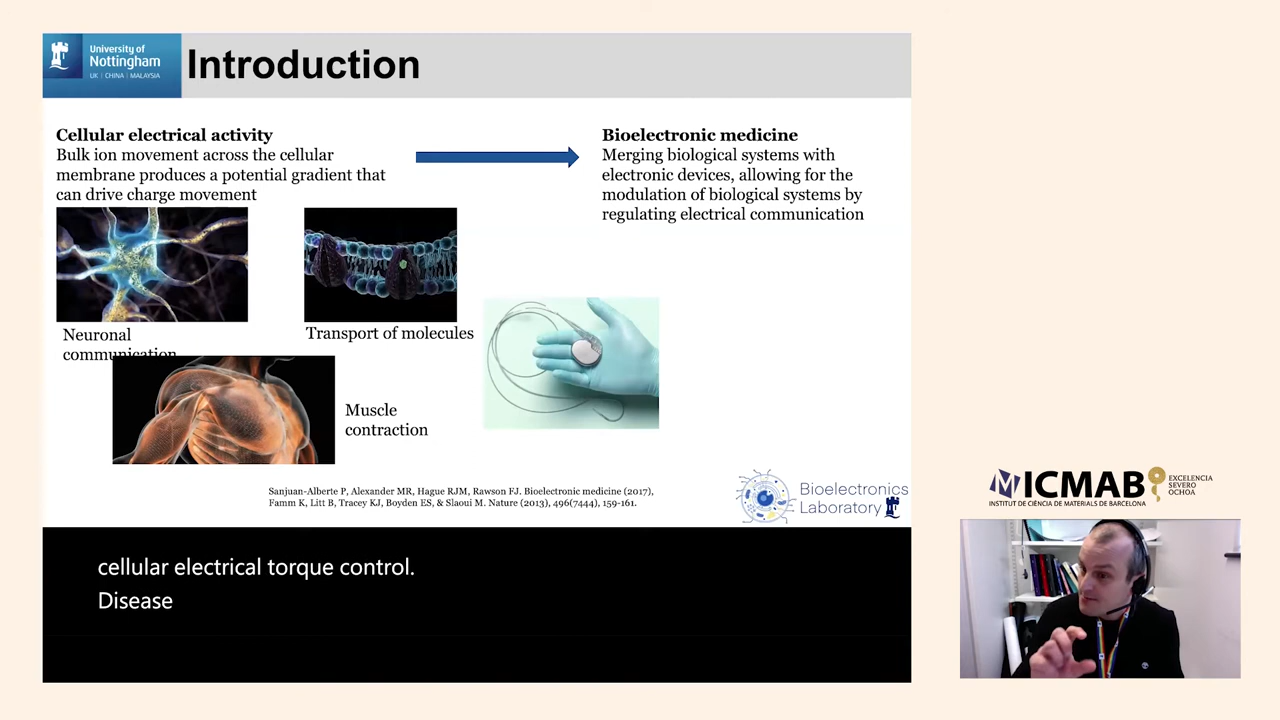 University of
Nottingham
UK | CHINA | MALAYSIA
Introduction
Cellular electrical activity
Bulk ion movement across the cellular
membrane produces a potential gradient that
can drive charge movement
Bioelectronic medicine
Merging biological systems with
electronic devices, allowing for the
modulation of biological systems by
regulating electrical communication
Neuronal
communication
Transport of molecules
Muscle
contraction
Sanjuan-Alberte P, Alexander MR, Hague RJM, Rawson FJ. Bioelectronic medicine (2017),
Famm K, Litt B, Tracey KJ, Boyden ES, & Slaoui M. Nature (2013), 496(7444), 159-161.
Bioelectronics
Laboratory
cellular electrical torque control.
Disease
ICMAB
INSTITUT DE CIÈNCIA DE MATERIALS DE BARCELONA
EXCELENCIA
SEVERO
OCHOA